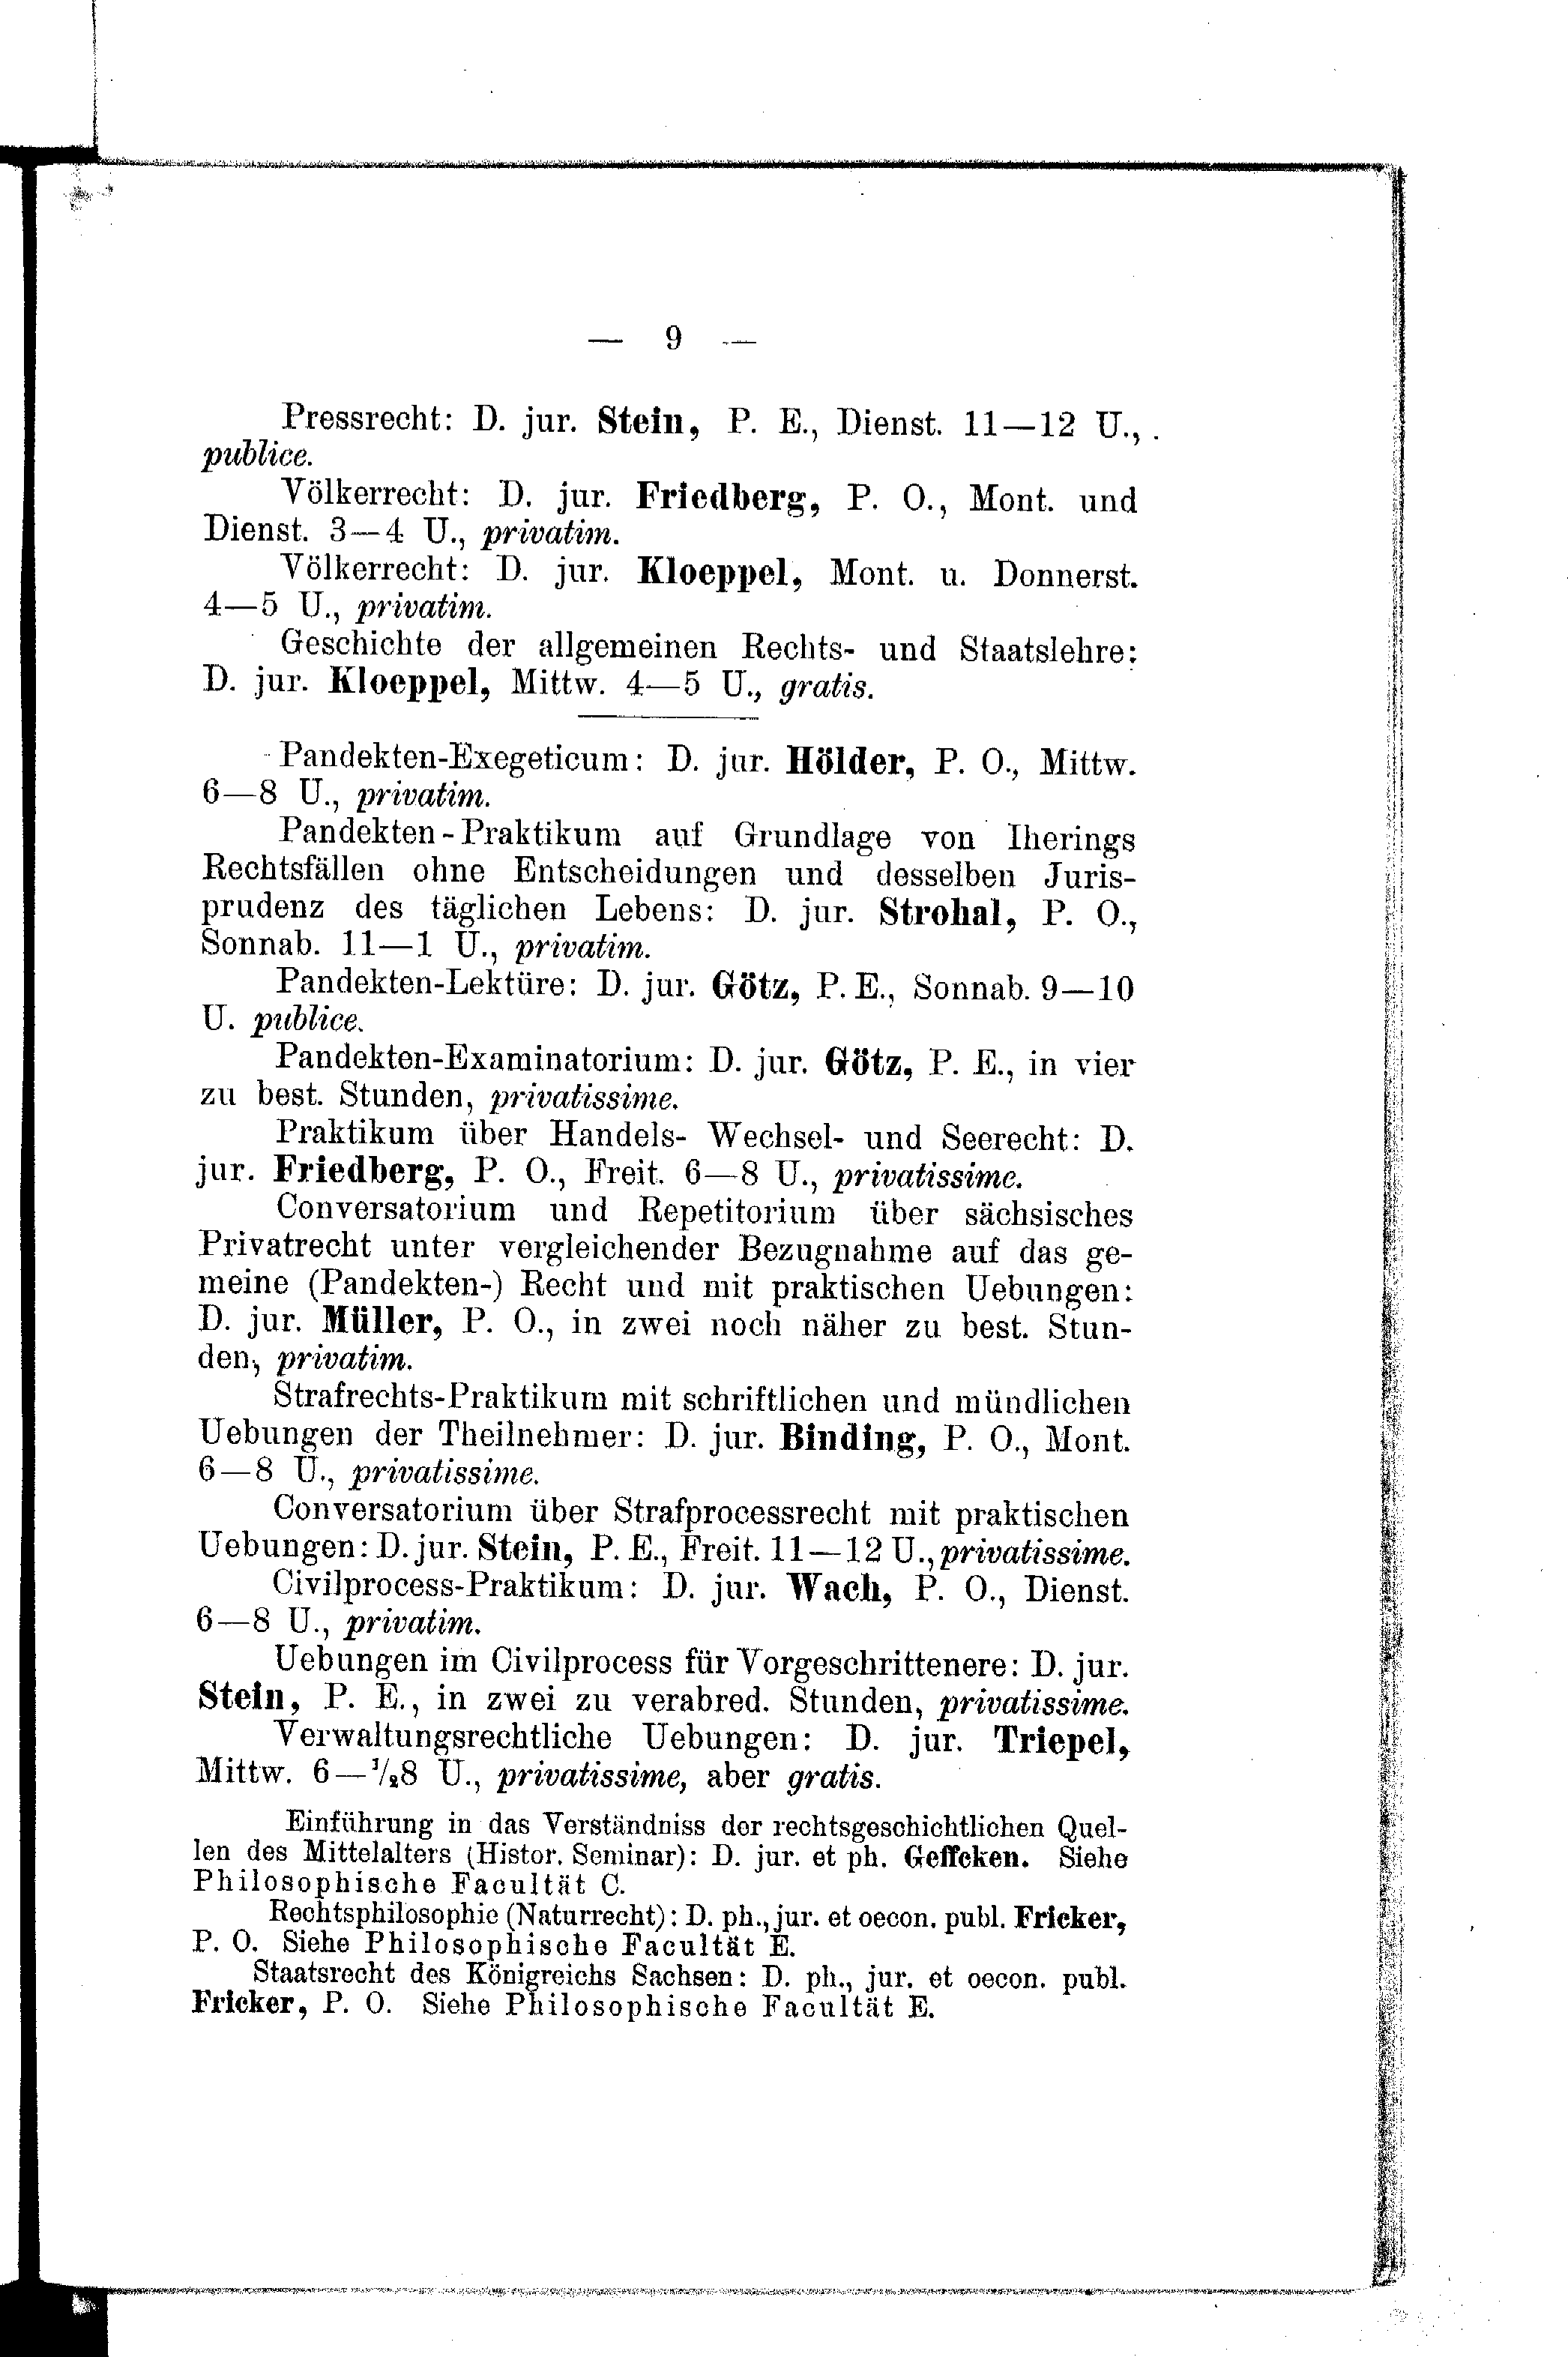 — 9 —
Pressrecht: D. jur. Stein, P. E., Dienst. 11—12 U.,
publice.
Völkerrecht: D. jur. Friedberg, P. O., Mont. und
Dienst. 3—4 U., privatim.
Völkerrecht: D. jur. Kloeppel, Mont. u. Donnerst.
4—5 U., privatim.
Geschichte der allgemeinen Rechts- und Staatslehre:
D. jur. Kloeppel, Mittw. 4—5 U., gratis.
Pandekten-Exegeticum: D. jur. Hölder, P. O., Mittw.
6—8 U., privatim.
Pandekten-Praktikum auf Grundlage von Iherings
Rechtsfällen ohne Entscheidungen und desselben Juris-
prudenz des täglichen Lebens: D. jur. Strohal, P. O.,
Sonnab. 11—1 U., privatim.
Pandekten-Lektüre: D. jur. Götz, P. E., Sonnab. 9—10
U. publice.
Pandekten-Examinatorium: D. jur. Götz, P. E., in vier
zu best. Stunden, privatissime.
Praktikum über Handels- Wechsel- und Seerecht: D.
jur. Friedberg, P. O., Freit. 6—8 U., privatissime.
Conversatorium und Repetitorium über sächsisches
Privatrecht unter vergleichender Bezugnahme auf das ge-
meine (Pandekten-) Recht und mit praktischen Uebungen:
D. jur. Müller, P. O., in zwei noch näher zu best. Stun-
den, privatim.
Strafrechts-Praktikum mit schriftlichen und mündlichen
Uebungen der Theilnehmer: D. jur. Binding, P. O., Mont.
6—8 U., privatissime.
Conversatorium über Strafprocessrecht mit praktischen
Uebungen: D. jur. Stein, P. E., Freit. 11—12 U., privatissime.
Civilprocess-Praktikum: D. jur. Wach, P. O., Dienst.
6—8 U., privatim.
Uebungen im Civilprocess für Vorgeschrittenere: D. jur.
Stein, P. E., in zwei zu verabred. Stunden, privatissime.
Verwaltungsrechtliche Uebungen: D. jur. Triepel,
Mittw. 6—1/28 U., privatissime, aber gratis.
Einführung in das Verständniss der rechtsgeschichtlichen Quel-
len des Mittelalters (Histor. Seminar): D. jur. et ph. Geffcken. Siehe
Philosophische Facultät C.
Rechtsphilosophie (Naturrecht): D. ph., jur. et oecon. publ. Fricker,
P. O. Siehe Philosophische Facultät E.
Staatsrecht des Königreichs Sachsen: D. ph., jur. et oecon. publ.
Fricker, P. O. Siehe Philosophische Facultät E.